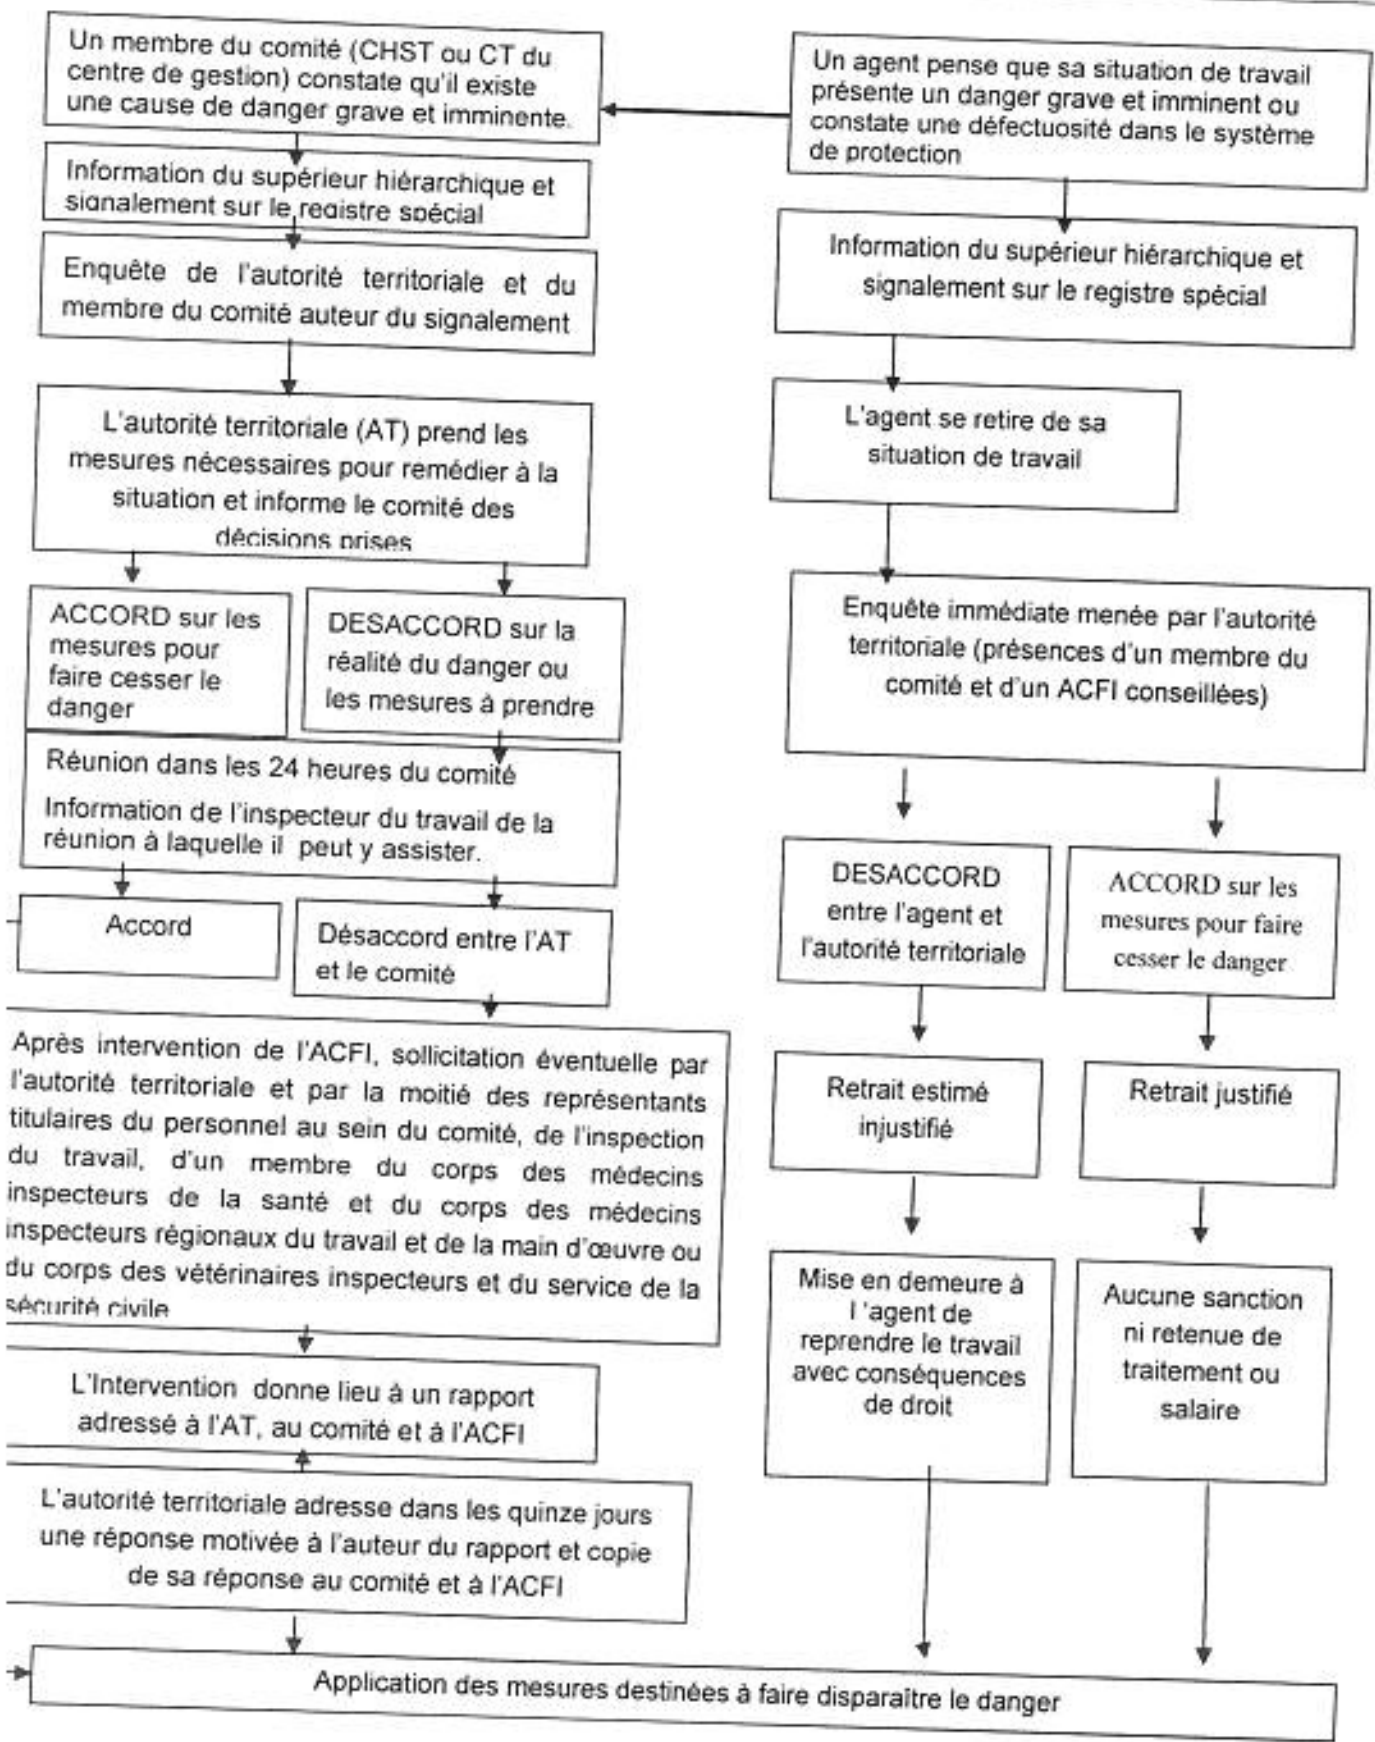 Un membre du comité (CHST ou CT du
centre de gestion) constate qu'il existe
une cause de danger grave et imminente.
Information du supérieur hiérarchique et
signalement sur le registre spécial
Enquête de l'autorité territoriale et du
membre du comité auteur du signalement
L'autorité territoriale (AT) prend les
mesures nécessaires pour remédier à la
situation et informe le comité des
décisions prises
ACCORD sur les
mesures pour
faire cesser le
danger
DESACCORD sur la
réalité du danger ou
les mesures à prendre
Réunion dans les 24 heures du comité
Information de l'inspecteur du travail de la
réunion à laquelle il peut y assister.
Accord
Désaccord entre l'AT
et le comité
Après intervention de l'ACFI, sollicitation éventuelle par
l'autorité territoriale et par la moitié des représentants
titulaires du personnel au sein du comité, de l'inspection
du travail, d'un membre du corps des médecins
inspecteurs de la santé et du corps des médecins
inspecteurs régionaux du travail et de la main d'œuvre ou
du corps des vétérinaires inspecteurs et du service de la
sécurité civile
L'Intervention donne lieu à un rapport
adressé à l'AT, au comité et à l'ACFI
L'autorité territoriale adresse dans les quinze jours
une réponse motivée à l'auteur du rapport et copie
de sa réponse au comité et à l'ACFI
Un agent pense que sa situation de travail
présente un danger grave et imminent ou
constate une défectuosité dans le système
de protection
Information du supérieur hiérarchique et
signalement sur le registre spécial
L'agent se retire de sa
situation de travail
Enquête immédiate menée par l'autorité
territoriale (présences d'un membre du
comité et d'un ACFI conseillées)
DESACCORD
entre l'agent et
l'autorité territoriale
ACCORD sur les
mesures pour faire
cesser le danger
Retrait estimé
injustifié
Retrait justifié
Mise en demeure à
l 'agent de
reprendre le travail
avec conséquences
de droit
Aucune sanction
ni retenue de
traitement ou
salaire
Application des mesures destinées à faire disparaître le danger